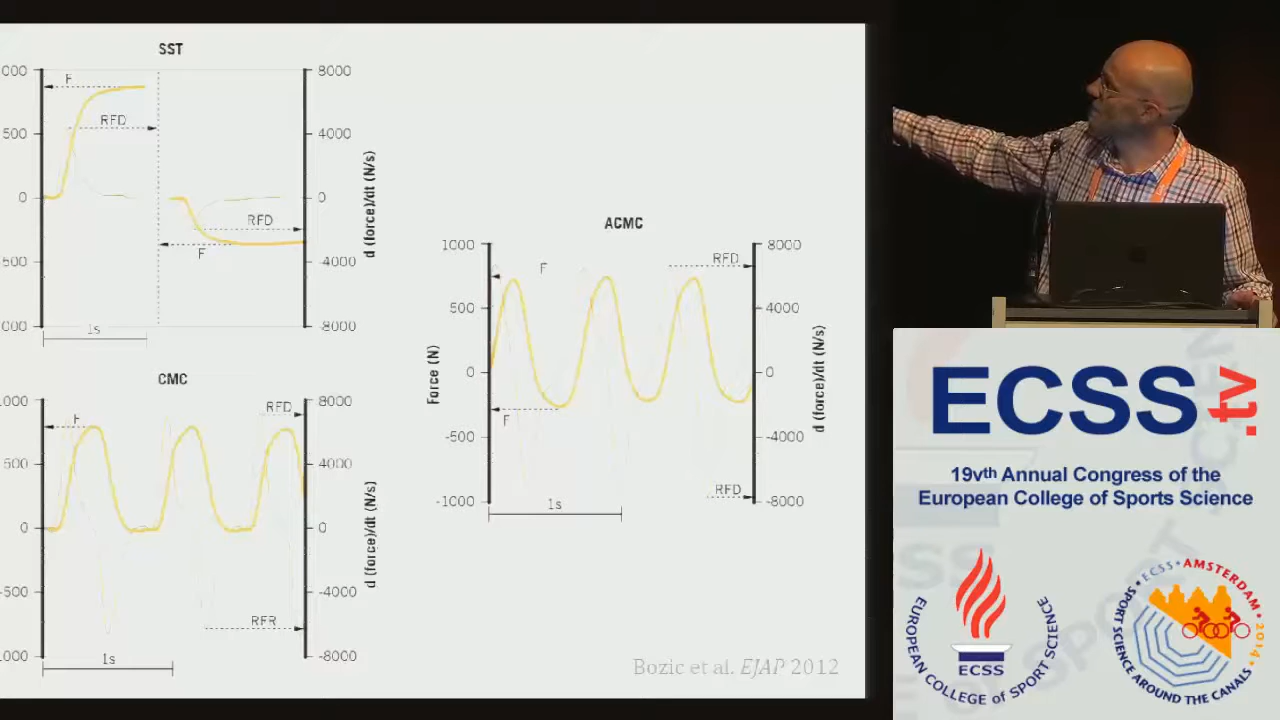 SST
000
F
8000
RFD
500
4000
0
0
RFD
F
500
-4000
000
-8000
1s
d (force)/dt (N/s)
CMC
1000
F
RFD
8000
500
4000
0
0
-500
-4000
RFR
000
-8000
1s
d (force)/dt (N/s)
ACMC
1000
F
RFD
8000
500
4000
0
0
Force (N)
d (force)/dt (N/s)
F
-500
-4000
RFD
-1000
-8000
1s
Bozic et al. EJAP 2012
ECSS.tv
19vth Annual Congress of the
European College of Sports Science
EUROPEAN COLLEGE OF SPORT SCIENCE
ECSS
ECSS • AMSTERDAM • 2014 •
SPORT SCIENCE AROUND THE CANALS